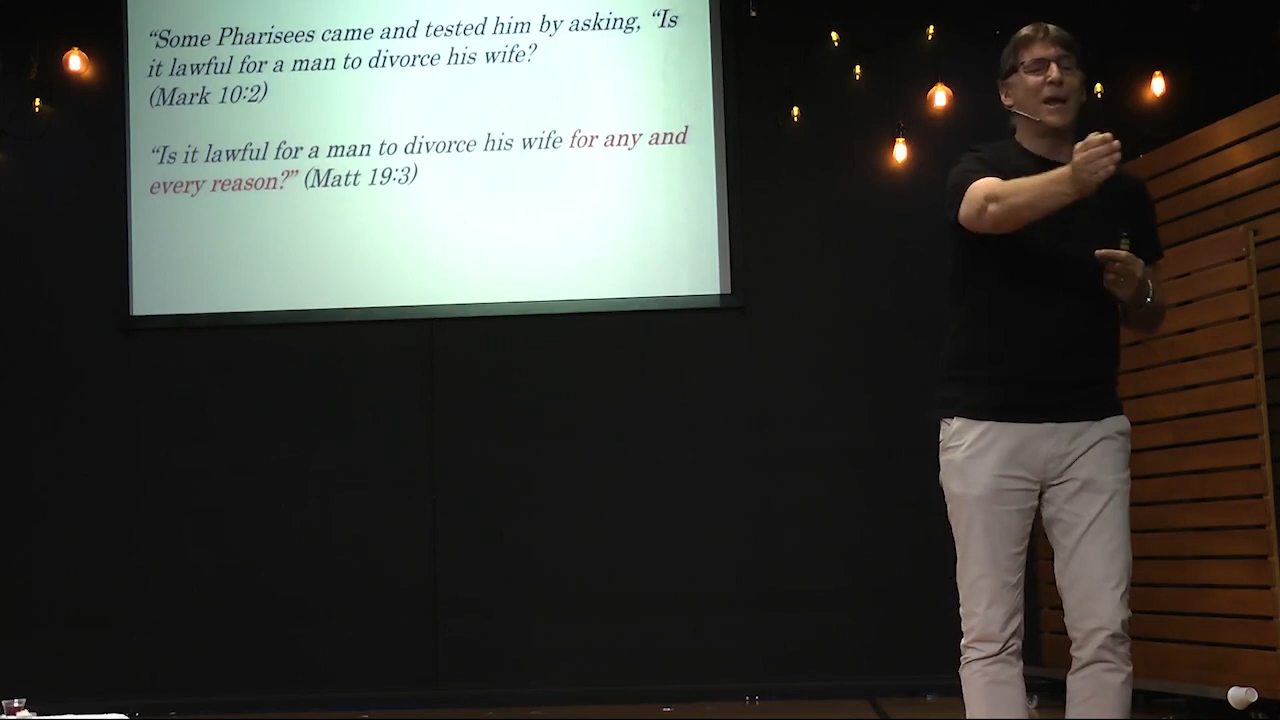 “Some Pharisees came and tested him by asking, “Is
it lawful for a man to divorce his wife?
(Mark 10:2)
“Is it lawful for a man to divorce his wife for any and
every reason?” (Matt 19:3)